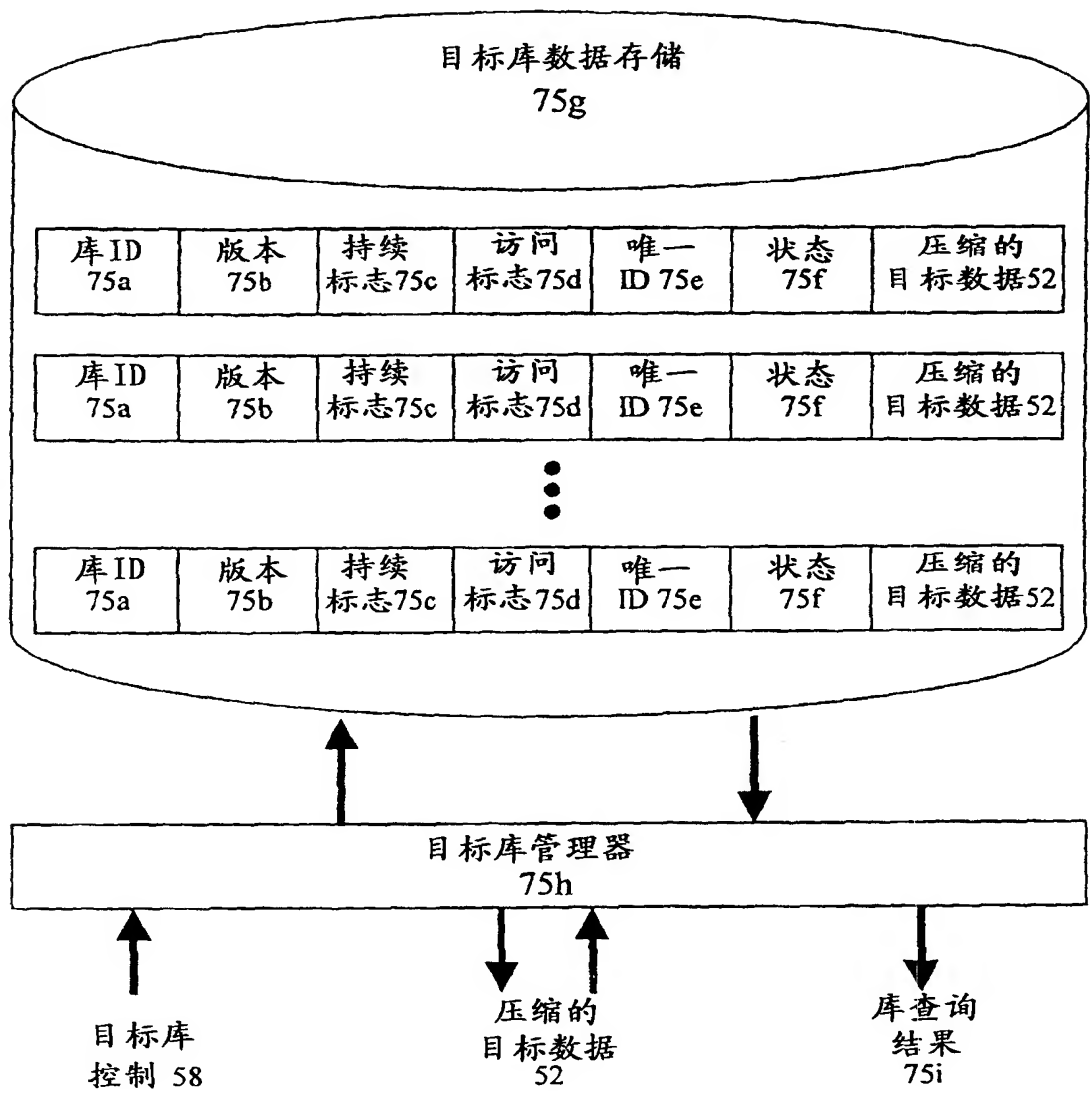 目标库数据存储
75g
库ID 版本 持续 访问 唯一 状态 压缩的
75a 75b 标志75c 标志75d ID 75e 75f 目标数据52
库ID 版本 持续 访问 唯一 状态 压缩的
75a 75b 标志75c 标志75d ID 75e 75f 目标数据52
库ID 版本 持续 访问 唯一 状态 压缩的
75a 75b 标志75c 标志75d ID 75e 75f 目标数据52
目标库管理器
75h
目标库
控制 58
压缩的
目标数据
52
库查询
结果
75i